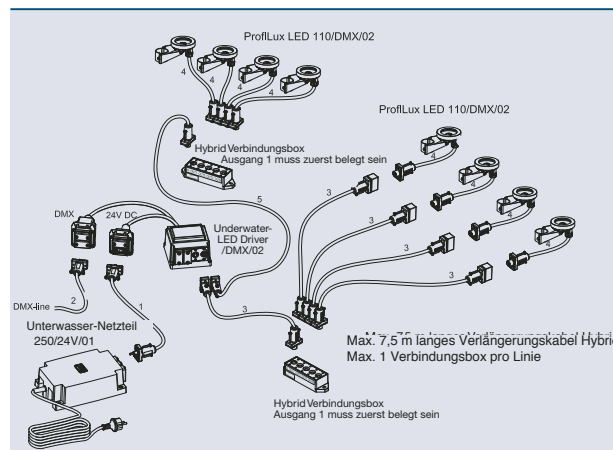 ProfiLux LED 110/DMX/02
4
4
4
4
ProfiLux LED 110/DMX/02
Hybrid Verbindungsbox
Ausgang 1 muss zuerst belegt sein
4
4
4
4
5
3
3
3
3
DMX
24V DC
Underwater-
LED Driver
/DMX/02
DMX-line
2
1
3
Unterwasser-Netzteil
250/24V/01
Max. 7,5 m langes Verlängerungskabel Hybrid
Max. 1 Verbindungsbox pro Linie
Hybrid Verbindungsbox
Ausgang 1 muss zuerst belegt sein